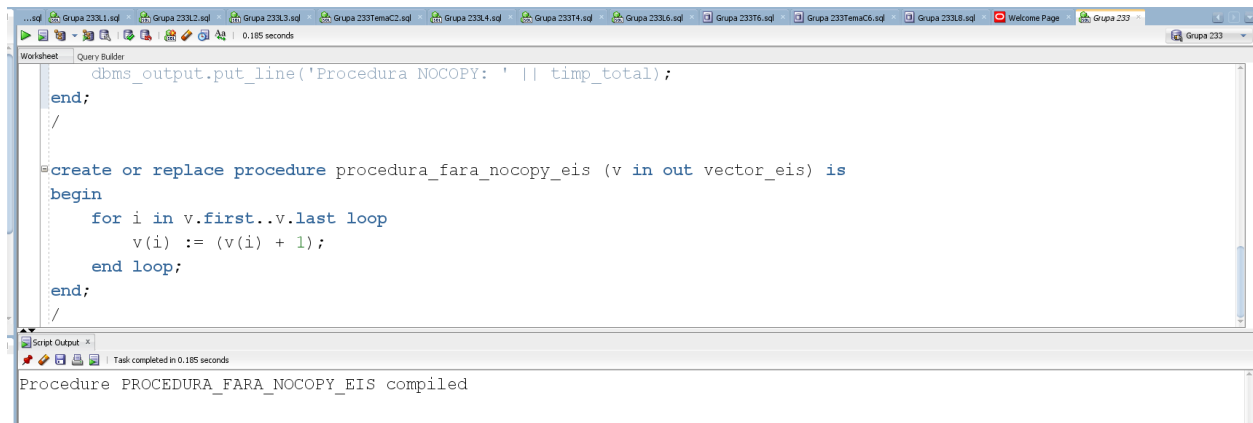 ...sql Grupa 233L1.sql Grupa 233L2.sql Grupa 233L3.sql Grupa 233TemaC2.sql Grupa 233L4.sql Grupa 233T4.sql Grupa 233L6.sql Grupa 233T6.sql Grupa 233TemaC6.sql Grupa 233L8.sql Welcome Page Grupa 233
0.185 seconds Grupa 233
Worksheet Query Builder
dbms_output.put_line('Procedura NOCOPY: ' || timp_total);
end;
/
create or replace procedure procedura_fara_nocopy_eis (v in out vector_eis) is
begin
for i in v.first..v.last loop
v(i) := (v(i) + 1);
end loop;
end;
/
Script Output x
Task completed in 0.185 seconds
Procedure PROCEDURA_FARA_NOCOPY_EIS compiled